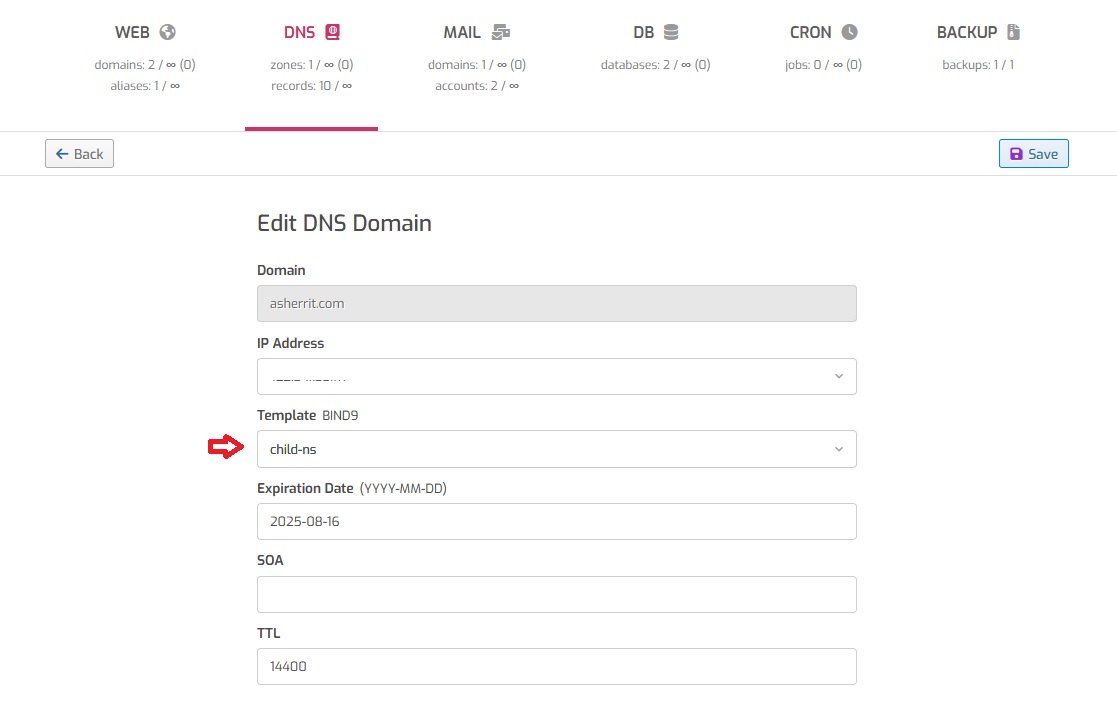 WEB
DNS
MAIL
DB
CRON
BACKUP
domains: 2 / ∞ (0)
zones: 1 / ∞ (0)
domains: 1 / ∞ (0)
databases: 2 / ∞ (0)
jobs: 0 / ∞ (0)
backups: 1 / 1
aliases: 1 / ∞
records: 10 / ∞
accounts: 2 / ∞
← Back
Save
Edit DNS Domain
Domain
asherrit.com
IP Address
Template BIND9
child-ns
Expiration Date (YYYY-MM-DD)
2025-08-16
SOA
TTL
14400